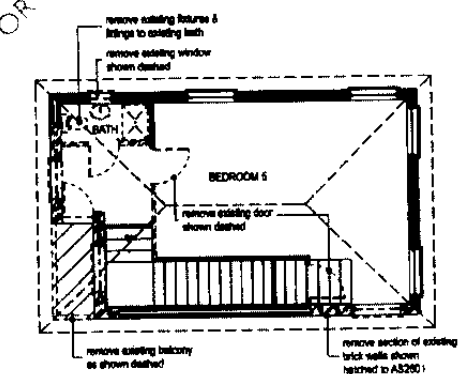 OR
remove existing fixtures &
fittings to existing bath
remove existing window
shown dashed
BATH
BEDROOM 5
remove existing door
shown dashed
remove existing balcony
as shown dashed
remove section of existing
brick walls shown
hatched to AS2601